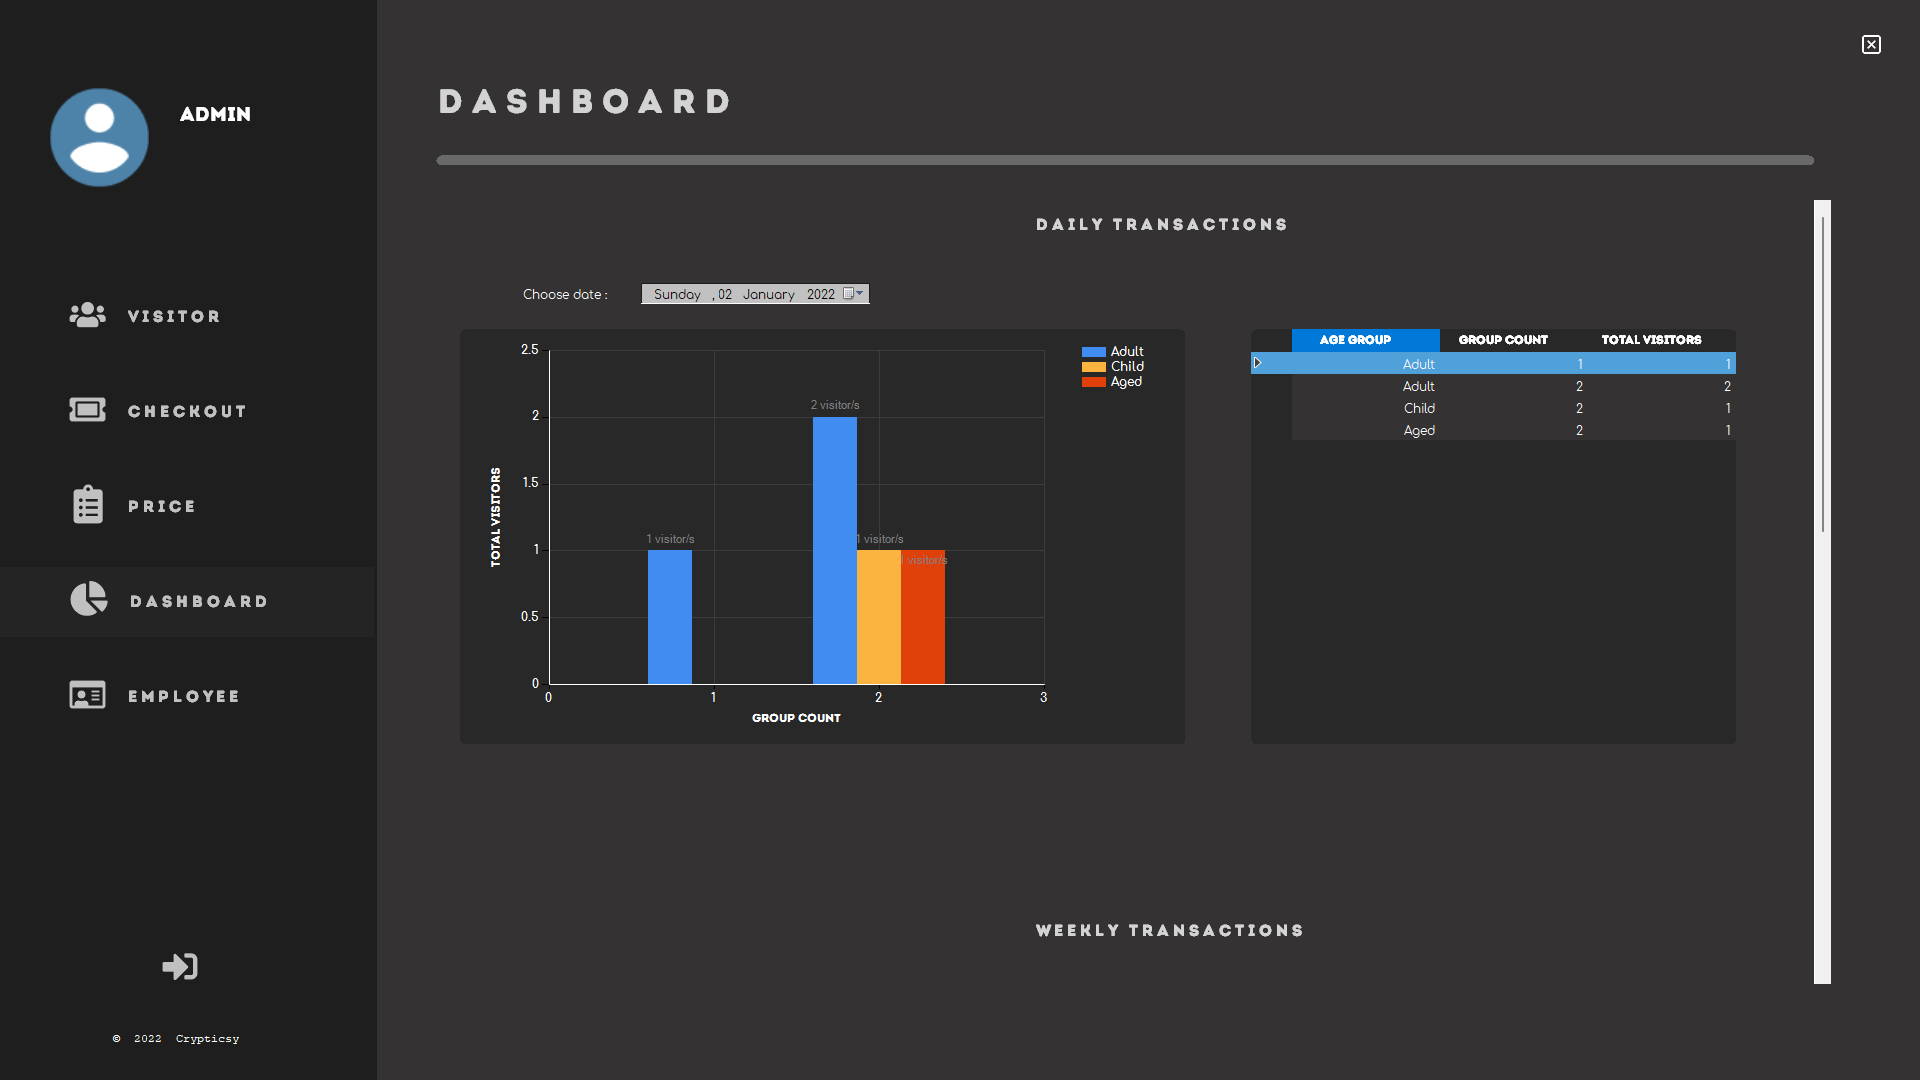 ADMIN
VISITOR
CHECKOUT
PRICE
DASHBOARD
EMPLOYEE
© 2022 Crypticsy
DASHBOARD
DAILY TRANSACTIONS
Choose date :
Sunday , 02 January 2022
TOTAL VISITORS
2.5
2
1.5
1
0.5
0
2 visitor/s
1 visitor/s
1 visitor/s
1 visitor/s
0 1 2 3
GROUP COUNT
Adult
Child
Aged
AGE GROUP GROUP COUNT TOTAL VISITORS
Adult 1 1
Adult 2 2
Child 2 1
Aged 2 1
WEEKLY TRANSACTIONS